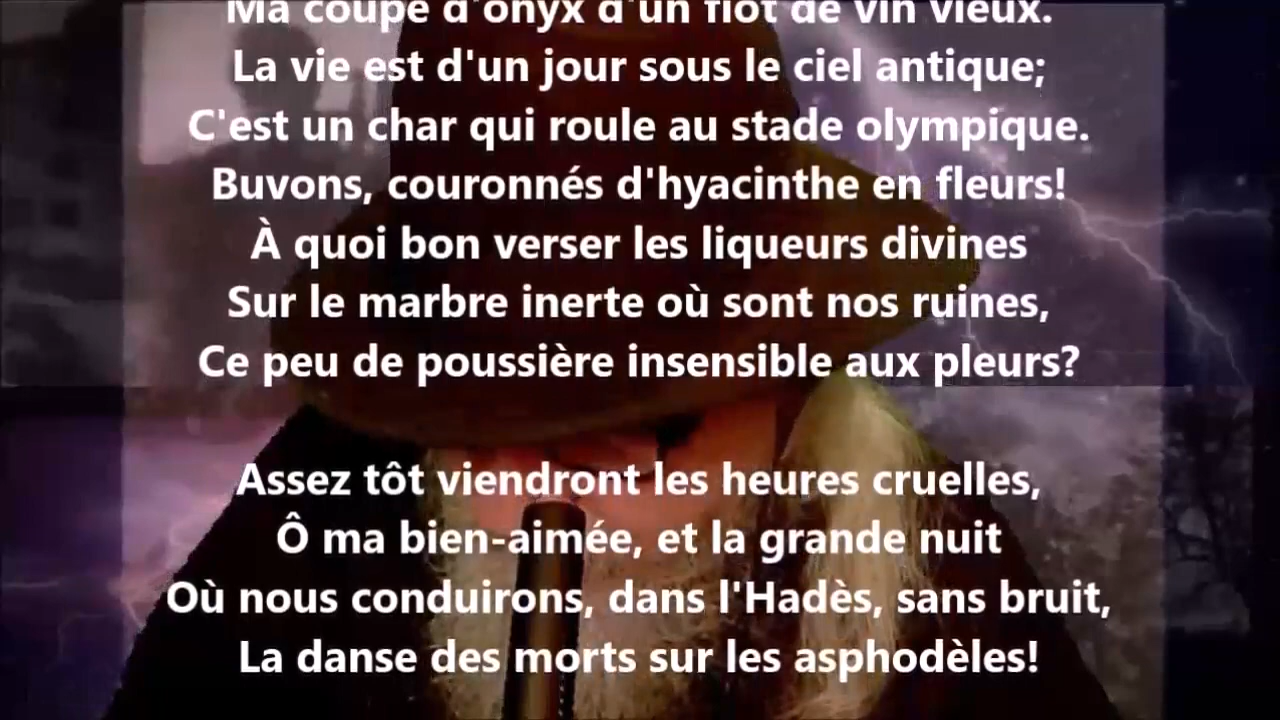 Ma coupe d'onyx d'un flot de vin vieux.
La vie est d'un jour sous le ciel antique;
C'est un char qui roule au stade olympique.
Buvons, couronnés d'hyacinthe en fleurs!
À quoi bon verser les liqueurs divines
Sur le marbre inerte où sont nos ruines,
Ce peu de poussière insensible aux pleurs?
Assez tôt viendront les heures cruelles,
Ô ma bien-aimée, et la grande nuit
Où nous conduirons, dans l'Hadès, sans bruit,
La danse des morts sur les asphodèles!